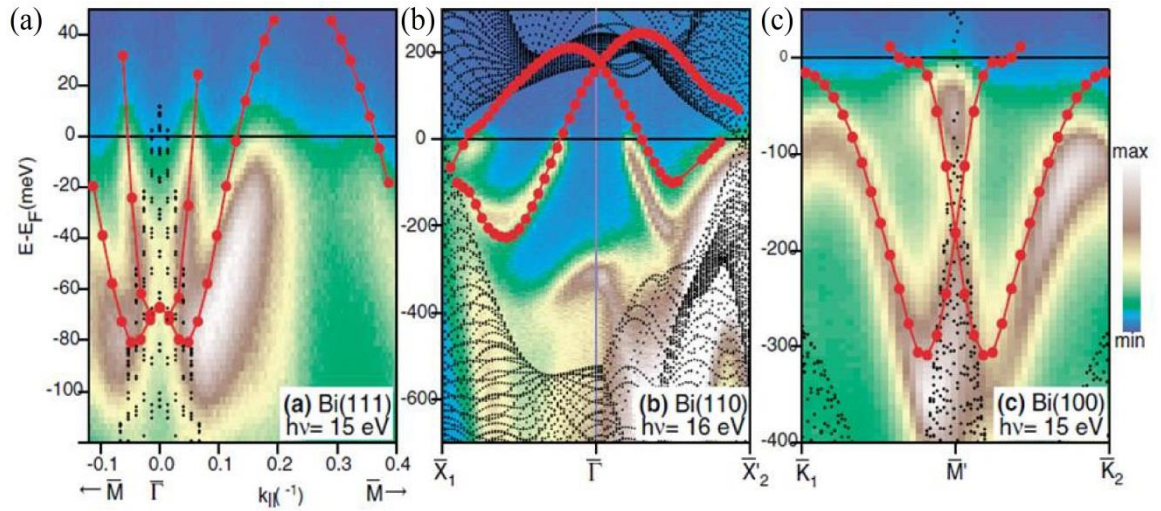 (a)
(b)
(c)
40
20
0
-20
-40
-60
-80
-100
E-E_F(meV)
(a) Bi(111)
hν= 15 eV
-0.1 0.0 0.1 0.2 0.3 0.4
← M̄ Γ̄ k||( ⁻¹) M̄ →
200
0
-200
-400
-600
(b) Bi(110)
hν= 16 eV
X̄₁ Γ̄ X̄'₂
0
-100
-200
-300
-400
(c) Bi(100)
hν= 15 eV
K̄₁ M̄' K̄₂
max
min